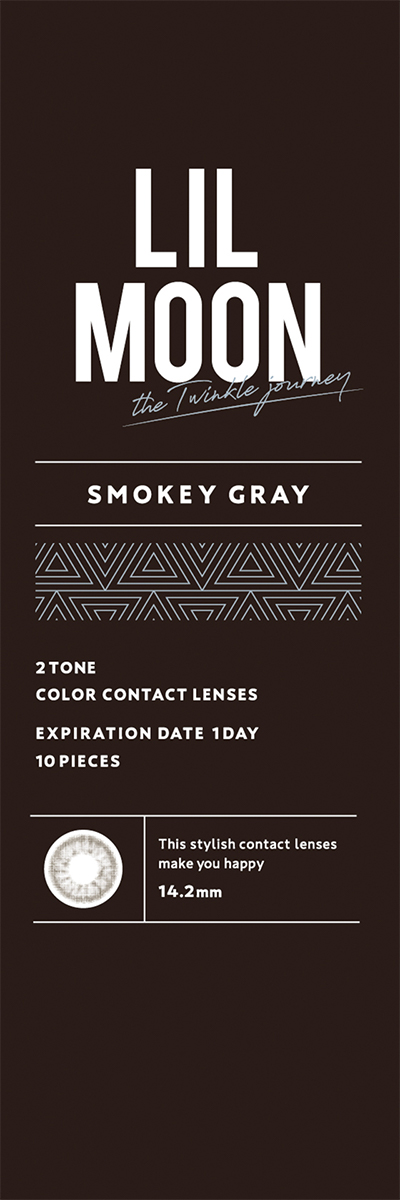 LIL
MOON
the Twinkle journey
SMOKEY GRAY
2 TONE
COLOR CONTACT LENSES
EXPIRATION DATE 1DAY
10 PIECES
This stylish contact lenses
make you happy
14.2mm